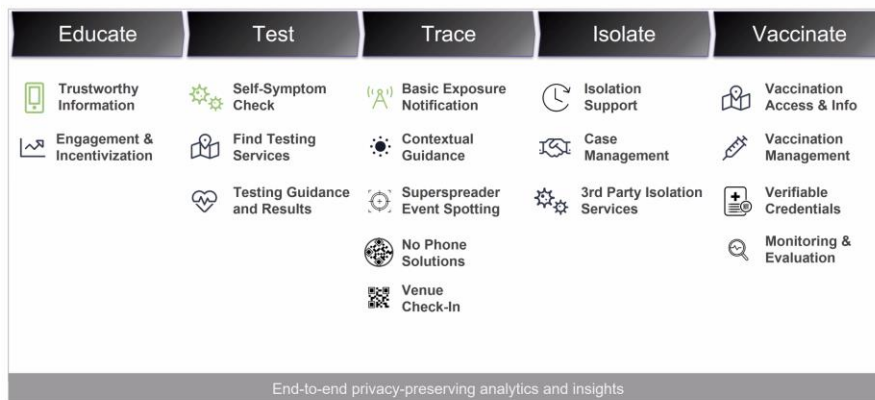 Educate
Test
Trace
Isolate
Vaccinate
Trustworthy
Information
Engagement &
Incentivization
Self-Symptom
Check
Find Testing
Services
Testing Guidance
and Results
Basic Exposure
Notification
Contextual
Guidance
Superspreader
Event Spotting
No Phone
Solutions
Venue
Check-In
Isolation
Support
Case
Management
3rd Party Isolation
Services
Vaccination
Access & Info
Vaccination
Management
Verifiable
Credentials
Monitoring &
Evaluation
End-to-end privacy-preserving analytics and insights